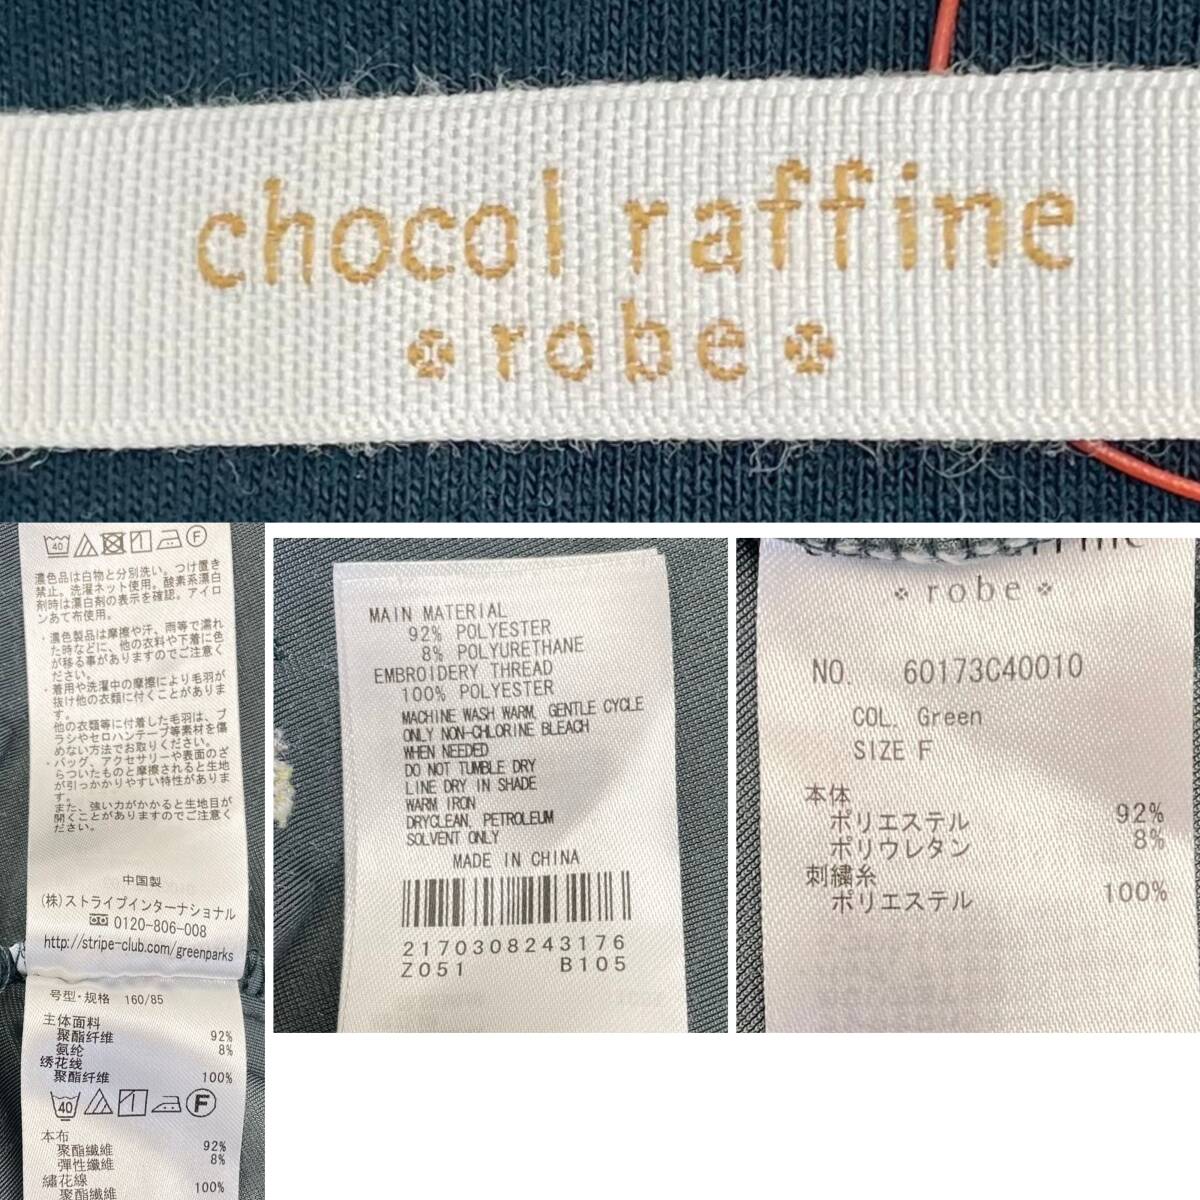 chocol raffine
robe
40
F
濃色品は白物と分別洗い。つけ置き
禁止。洗濯ネット使用。酸素系漂白
剤時は漂白剤の表示を確認。アイロ
ンあて布使用。
・濃色製品は摩擦や汗、雨等で濡れ
た時などに、他の衣料や下着に色
が移る事がありますのでご注意く
ださい。
・着用や洗濯中の摩擦により毛羽が
抜け他の衣類に付くことがありま
す。
他の衣類等に付着した毛羽は、ブ
ラシやセロハンテープ等素材を傷
めない方法でお取りください。
・バッグ、アクセサリーや表面のざ
らついたものと摩擦されると生地
が引っかかりやすい特性がありま
す。
また、強い力がかかると生地目が
開くことがありますのでご注意く
ださい。
中国製
(株)ストライプインターナショナル
0120-806-008
http://stripe-club.com/greenparks
号型·规格 160/85
主体面料
聚酯纤维 92%
氨纶 8%
绣花线
聚酯纤维 100%
40
F
本布
聚酯纖維 92%
彈性纖維 8%
繡花線
聚酯纖維 100%
MAIN MATERIAL
92% POLYESTER
8% POLYURETHANE
EMBROIDERY THREAD
100% POLYESTER
MACHINE WASH WARM, GENTLE CYCLE
ONLY NON-CHLORINE BLEACH
WHEN NEEDED
DO NOT TUMBLE DRY
LINE DRY IN SHADE
WARM IRON
DRYCLEAN, PETROLEUM
SOLVENT ONLY
MADE IN CHINA
2170308243176
Z051 B105
robe
NO. 60173C40010
COL. Green
SIZE F
本体
ポリエステル 92%
ポリウレタン 8%
刺繍糸
ポリエステル 100%